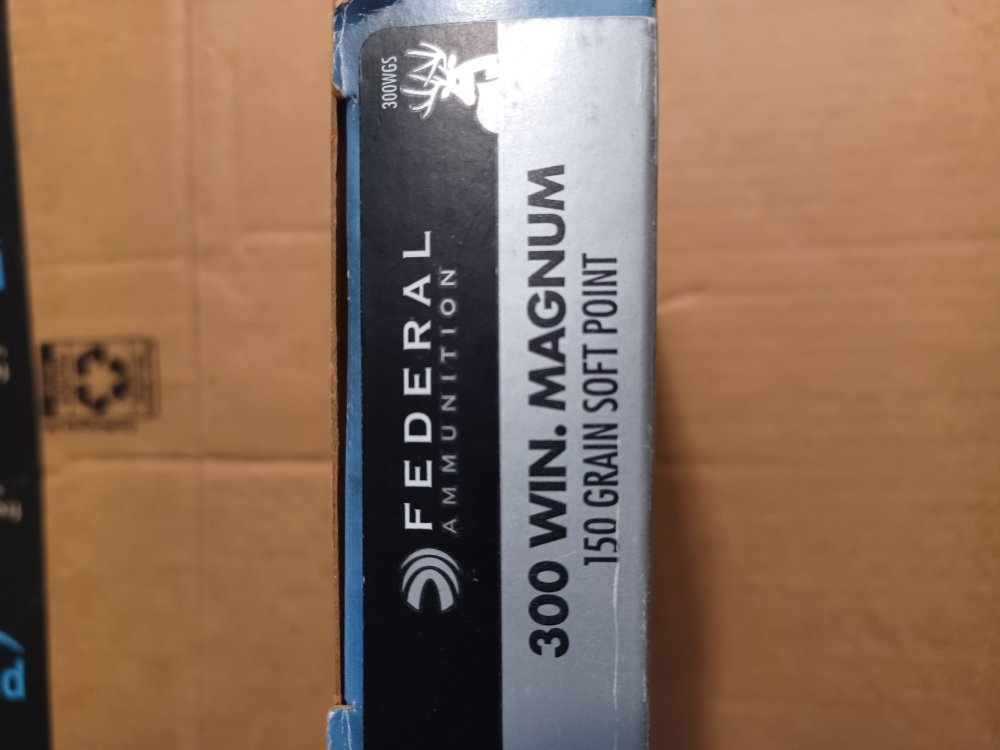 FEDERAL
AMMUNITION
300WGS
300 WIN. MAGNUM
150 GRAIN SOFT POINT